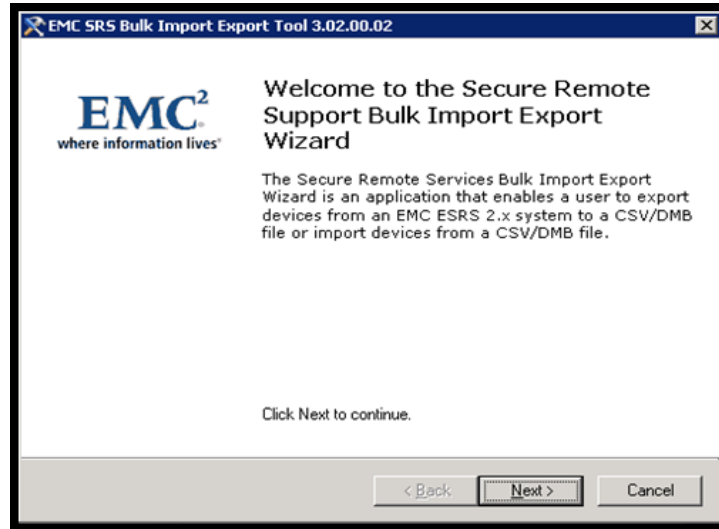 EMC SRS Bulk Import Export Tool 3.02.00.02
EMC²
where information lives®
Welcome to the Secure Remote
Support Bulk Import Export
Wizard
The Secure Remote Services Bulk Import Export
Wizard is an application that enables a user to export
devices from an EMC ESRS 2.x system to a CSV/DMB
file or import devices from a CSV/DMB file.
Click Next to continue.
< Back
Next >
Cancel